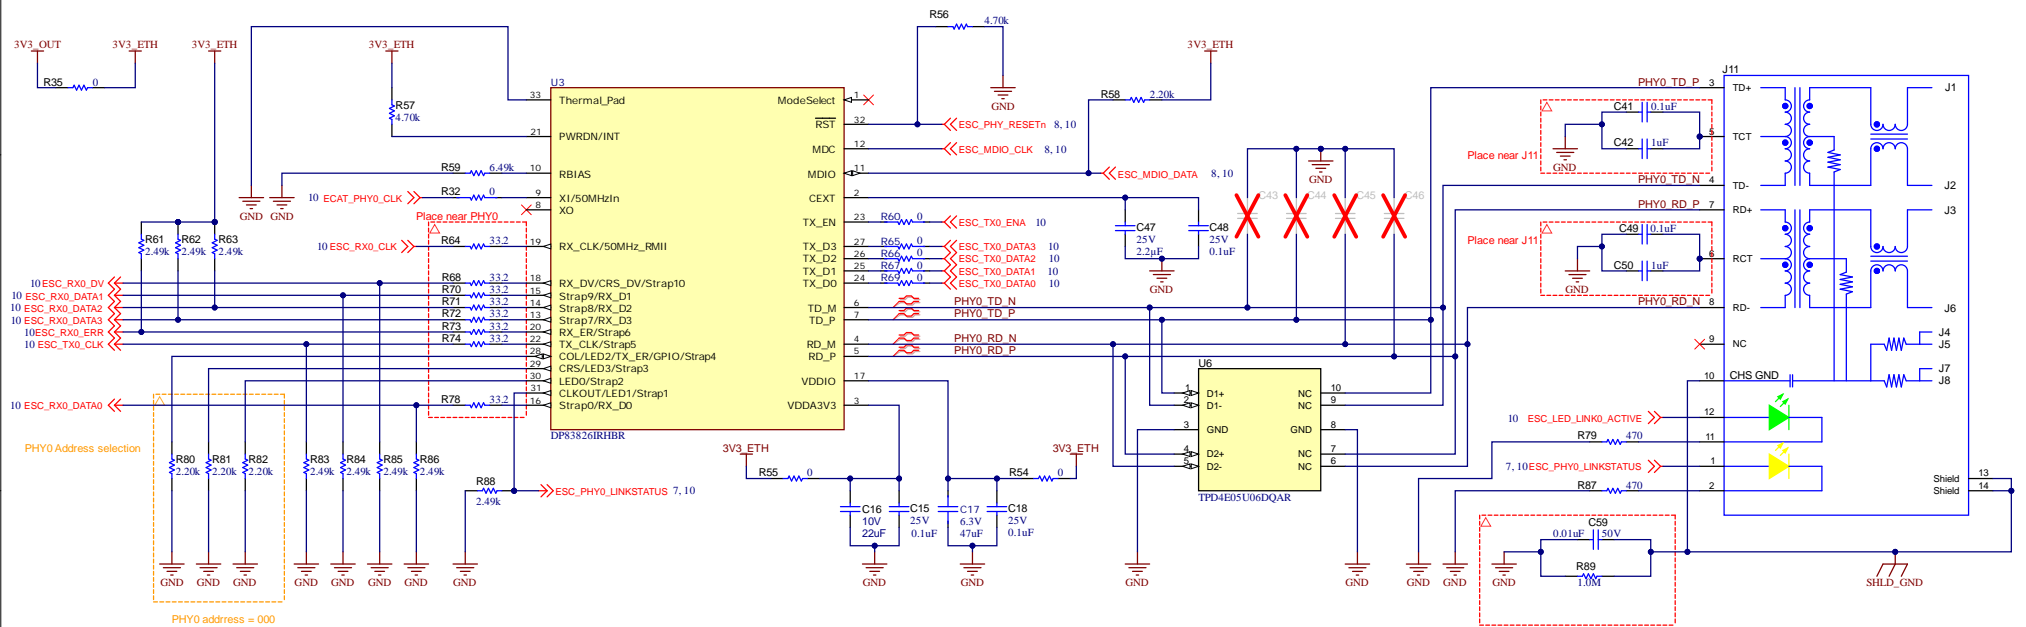 3V3_OUT
3V3_ETH
3V3_ETH
3V3_ETH
R35 0
R57
4.70k
R56 4.70k
GND
3V3_ETH
R58 2.20k
U3
33 Thermal_Pad
21 PWRDN/INT
R59 6.49k 10 RBIAS
10 ECAT_PHY0_CLK R32 0 9 XI/50MHzIn
8 XO
GND GND
Place near PHY0
10 ESC_RX0_CLK R64 33.2 19 RX_CLK/50MHz_RMII
R61
2.49k
R62
2.49k
R63
2.49k
10 ESC_RX0_DV R68 33.2 18 RX_DV/CRS_DV/Strap10
10 ESC_RX0_DATA1 R70 33.2 15 Strap9/RX_D1
10 ESC_RX0_DATA2 R71 33.2 14 Strap8/RX_D2
10 ESC_RX0_DATA3 R72 33.2 13 Strap7/RX_D3
10 ESC_RX0_ERR R73 33.2 20 RX_ER/Strap6
10 ESC_TX0_CLK R74 33.2 22 TX_CLK/Strap5
28 COL/LED2/TX_ER/GPIO/Strap4
29 CRS/LED3/Strap3
30 LED0/Strap2
31 CLKOUT/LED1/Strap1
10 ESC_RX0_DATA0 R78 33.2 16 Strap0/RX_D0
DP83826IRHBR
ModeSelect 1
RST 32 ESC_PHY_RESETn 8, 10
MDC 12 ESC_MDIO_CLK 8, 10
MDIO 11 ESC_MDIO_DATA 8, 10
CEXT 2
TX_EN 23 R60 0 ESC_TX0_ENA 10
TX_D3 27 R65 0 ESC_TX0_DATA3 10
TX_D2 26 R66 0 ESC_TX0_DATA2 10
TX_D1 25 R67 0 ESC_TX0_DATA1 10
TX_D0 24 R69 0 ESC_TX0_DATA0 10
TD_M 6 PHY0_TD_N
TD_P 7 PHY0_TD_P
RD_M 4 PHY0_RD_N
RD_P 5 PHY0_RD_P
VDDIO 17
VDDA3V3 3
C47
25V
2.2µF
C48
25V
0.1uF
GND
GND
C43 C44 C45 C46
PHY0 Address selection
R80
2.20k
R81
2.20k
R82
2.20k
R83
2.49k
R84
2.49k
R85
2.49k
R86
2.49k
R88
2.49k
ESC_PHY0_LINKSTATUS 7, 10
GND GND GND GND GND GND GND GND
PHY0 addrress = 000
3V3_ETH
R55 0
C16
10V
22uF
C15
25V
0.1uF
GND
C17
6.3V
47uF
C18
25V
0.1uF
GND
R54 0
3V3_ETH
U6
1 D1+ NC 10
2 D1- NC 9
3 GND GND 8
4 D2+ NC 7
5 D2- NC 6
TPD4E05U06DQAR
GND GND GND GND
J11
PHY0_TD_P 3 TD+ J1
C41 0.1uF
C42 1uF
5 TCT
GND
Place near J11
PHY0_TD_N 4 TD- J2
PHY0_RD_P 7 RD+ J3
C49 0.1uF
C50 1uF
6 RCT
GND
Place near J11
PHY0_RD_N 8 RD- J6
J4
9 NC J5
J7
10 CHS GND J8
10 ESC_LED_LINK0_ACTIVE 12
R79 470 11
7, 10 ESC_PHY0_LINKSTATUS 1
R87 470 2
Shield 13
Shield 14
C59
0.01uF 50V
R89
1.0M
GND
SHLD_GND